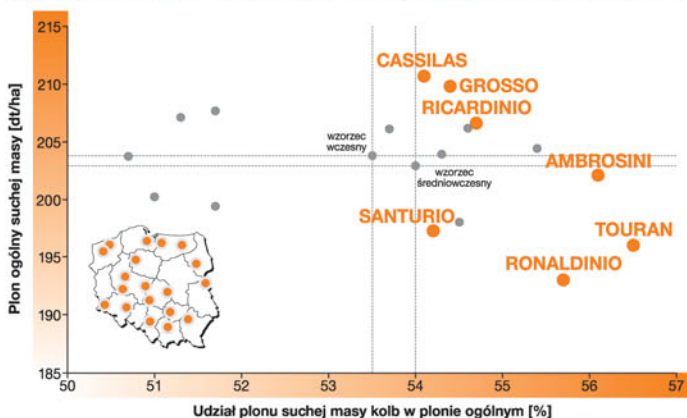 Plon ogólny suchej masy [dt/ha]
215
210
205
200
195
190
185
CASSILAS
GROSSO
RICARDINIO
wzorzec
wczesny
AMBROSINI
wzorzec
średniowczesny
SANTURIO
TOURAN
RONALDINIO
50
51
52
53
54
55
56
57
Udział plonu suchej masy kolb w plonie ogólnym [%]